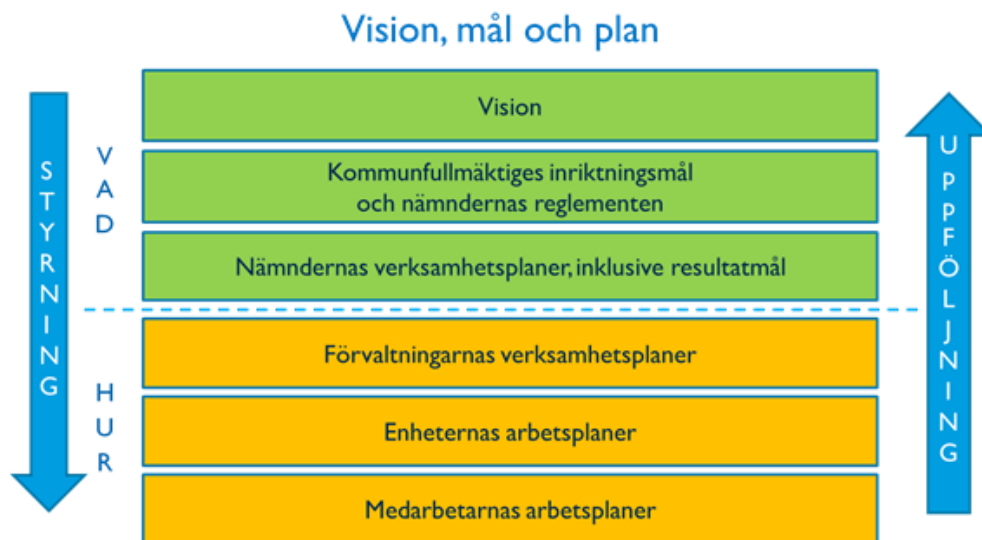 Vision, mål och plan
STYRNING
VAD
Vision
Kommunfullmäktiges inriktningsmål
och nämndernas reglementen
Nämndernas verksamhetsplaner, inklusive resultatmål
HUR
Förvaltningarnas verksamhetsplaner
Enheternas arbetsplaner
Medarbetarnas arbetsplaner
UPPFÖLJNING